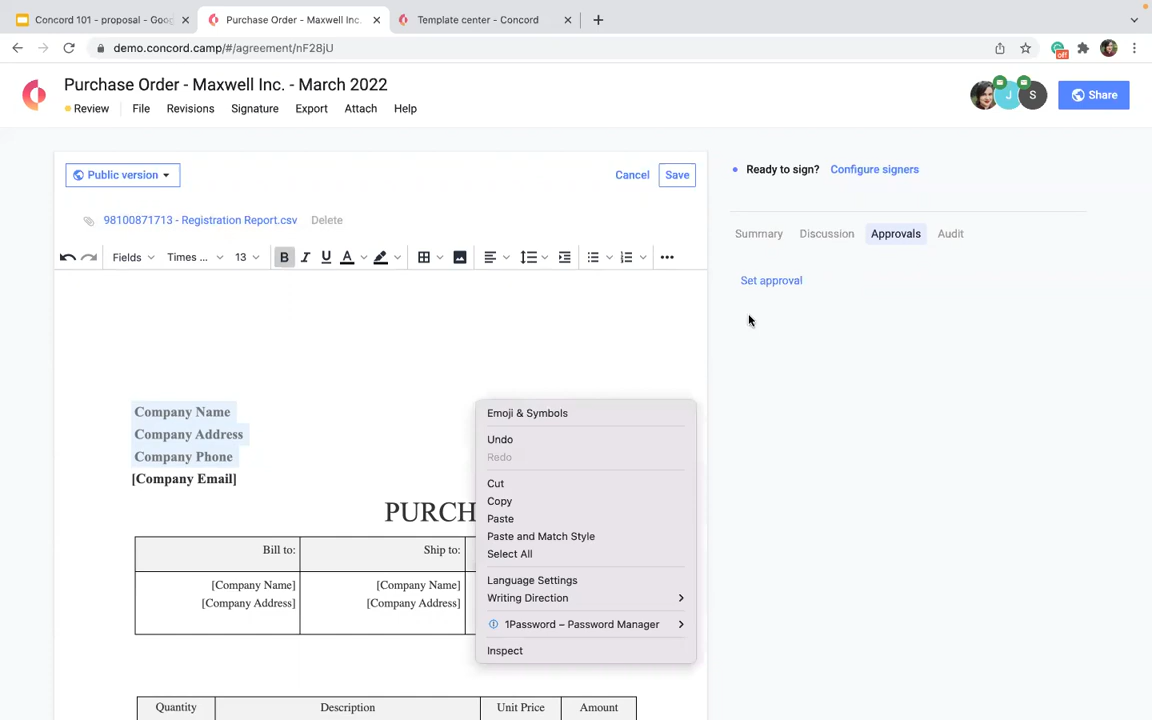 Concord 101 - proposal - Goog
Purchase Order - Maxwell Inc.
Template center - Concord
demo.concord.camp/#/agreement/nF28jU
off
Purchase Order - Maxwell Inc. - March 2022
Review File Revisions Signature Export Attach Help
J S
Share
Public version
Cancel Save
98100871713 - Registration Report.csv Delete
Fields Times ... 13 B I U A
Ready to sign? Configure signers
Summary Discussion Approvals Audit
Set approval
Company Name
Company Address
Company Phone
[Company Email]
PURCH
Bill to: Ship to:
[Company Name] [Company Name]
[Company Address] [Company Address]
Quantity Description Unit Price Amount
Emoji & Symbols
Undo
Redo
Cut
Copy
Paste
Paste and Match Style
Select All
Language Settings
Writing Direction
1Password – Password Manager
Inspect